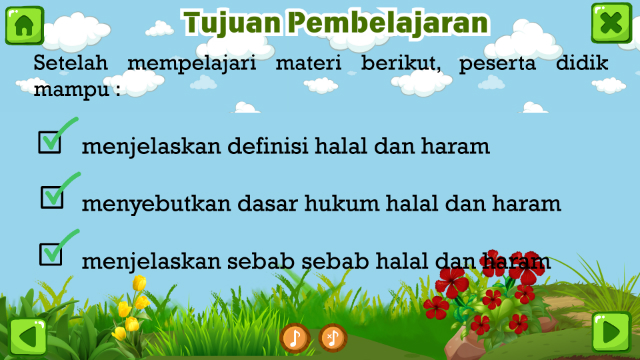 Tujuan Pembelajaran
Setelah mempelajari materi berikut, peserta didik
mampu :
menjelaskan definisi halal dan haram
menyebutkan dasar hukum halal dan haram
menjelaskan sebab sebab halal dan haram